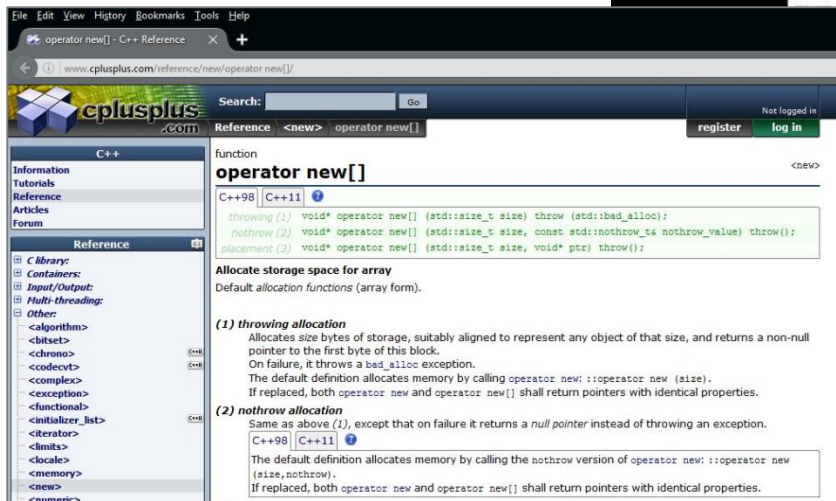 File Edit View History Bookmarks Tools Help
operator new[] - C++ Reference
www.cplusplus.com/reference/new/operator new[]/
cplusplus
.com
Search:
Go
Not logged in
Reference <new> operator new[]
register
log in
C++
Information
Tutorials
Reference
Articles
Forum
Reference
C library:
Containers:
Input/Output:
Multi-threading:
Other:
<algorithm>
<bitset>
<chrono>
<codecvt>
<complex>
<exception>
<functional>
<initializer_list>
<iterator>
<limits>
<locale>
<memory>
<new>
<numeric>
function
operator new[]
<new>
C++98 C++11
throwing (1) void* operator new[] (std::size_t size) throw (std::bad_alloc);
nothrow (2) void* operator new[] (std::size_t size, const std::nothrow_t& nothrow_value) throw();
placement (3) void* operator new[] (std::size_t size, void* ptr) throw();
Allocate storage space for array
Default allocation functions (array form).
(1) throwing allocation
Allocates size bytes of storage, suitably aligned to represent any object of that size, and returns a non-null
pointer to the first byte of this block.
On failure, it throws a bad_alloc exception.
The default definition allocates memory by calling operator new: ::operator new (size).
If replaced, both operator new and operator new[] shall return pointers with identical properties.
(2) nothrow allocation
Same as above (1), except that on failure it returns a null pointer instead of throwing an exception.
C++98 C++11
The default definition allocates memory by calling the nothrow version of operator new: ::operator new
(size,nothrow).
If replaced, both operator new and operator new[] shall return pointers with identical properties.